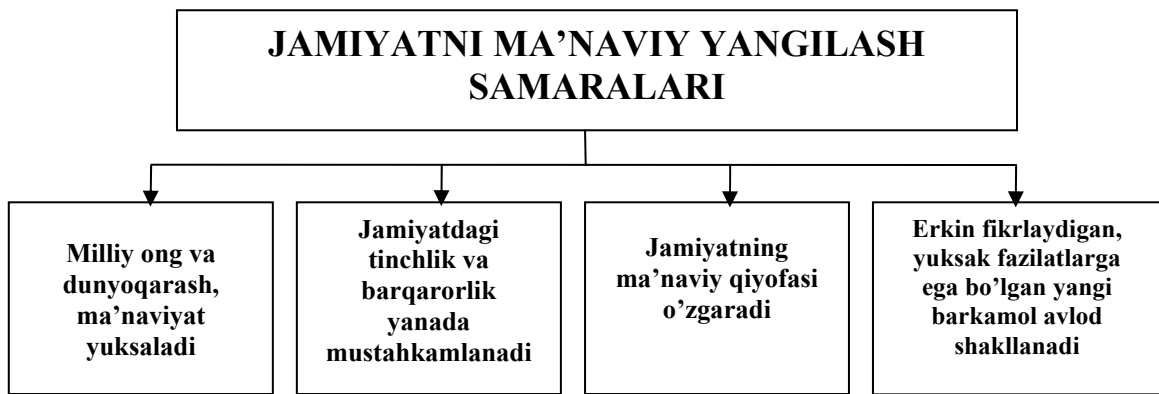 JAMIYATNI MA’NAVIY YANGILASH
SAMARALARI
Milliy ong va
dunyoqarash,
ma’naviyat
yuksaladi
Jamiyatdagi
tinchlik va
barqarorlik
yanada
mustahkamlanadi
Jamiyatning
ma’naviy qiyofasi
o’zgaradi
Erkin fikrlaydigan,
yuksak fazilatlarga
ega bo’lgan yangi
barkamol avlod
shakllanadi